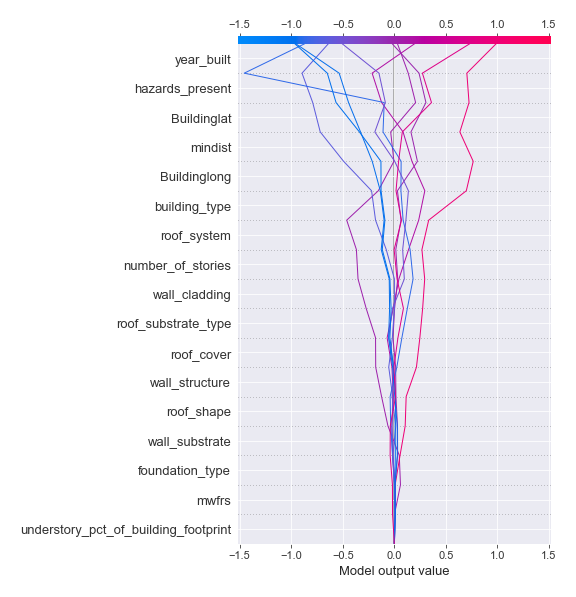 −1.5 −1.0 −0.5 0.0 0.5 1.0 1.5
year_built
hazards_present
Buildinglat
mindist
Buildinglong
building_type
roof_system
number_of_stories
wall_cladding
roof_substrate_type
roof_cover
wall_structure
roof_shape
wall_substrate
foundation_type
mwfrs
understory_pct_of_building_footprint
−1.5 −1.0 −0.5 0.0 0.5 1.0 1.5
Model output value